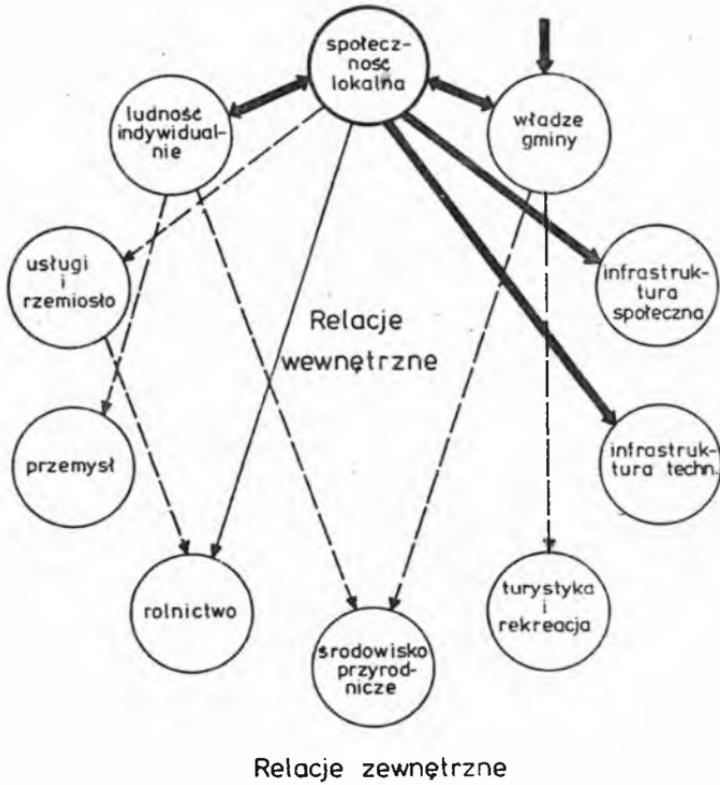 społecz-
ność
lokalna
ludność
indywidual-
nie
władze
gminy
usługi
i
rzemiosło
infrastruk-
tura
społeczna
Relacje
wewnętrzne
przemysł
infrastruk-
tura techn.
rolnictwo
środowisko
przyrod-
nicze
turystyka
i
rekreacja
Relacje zewnętrzne